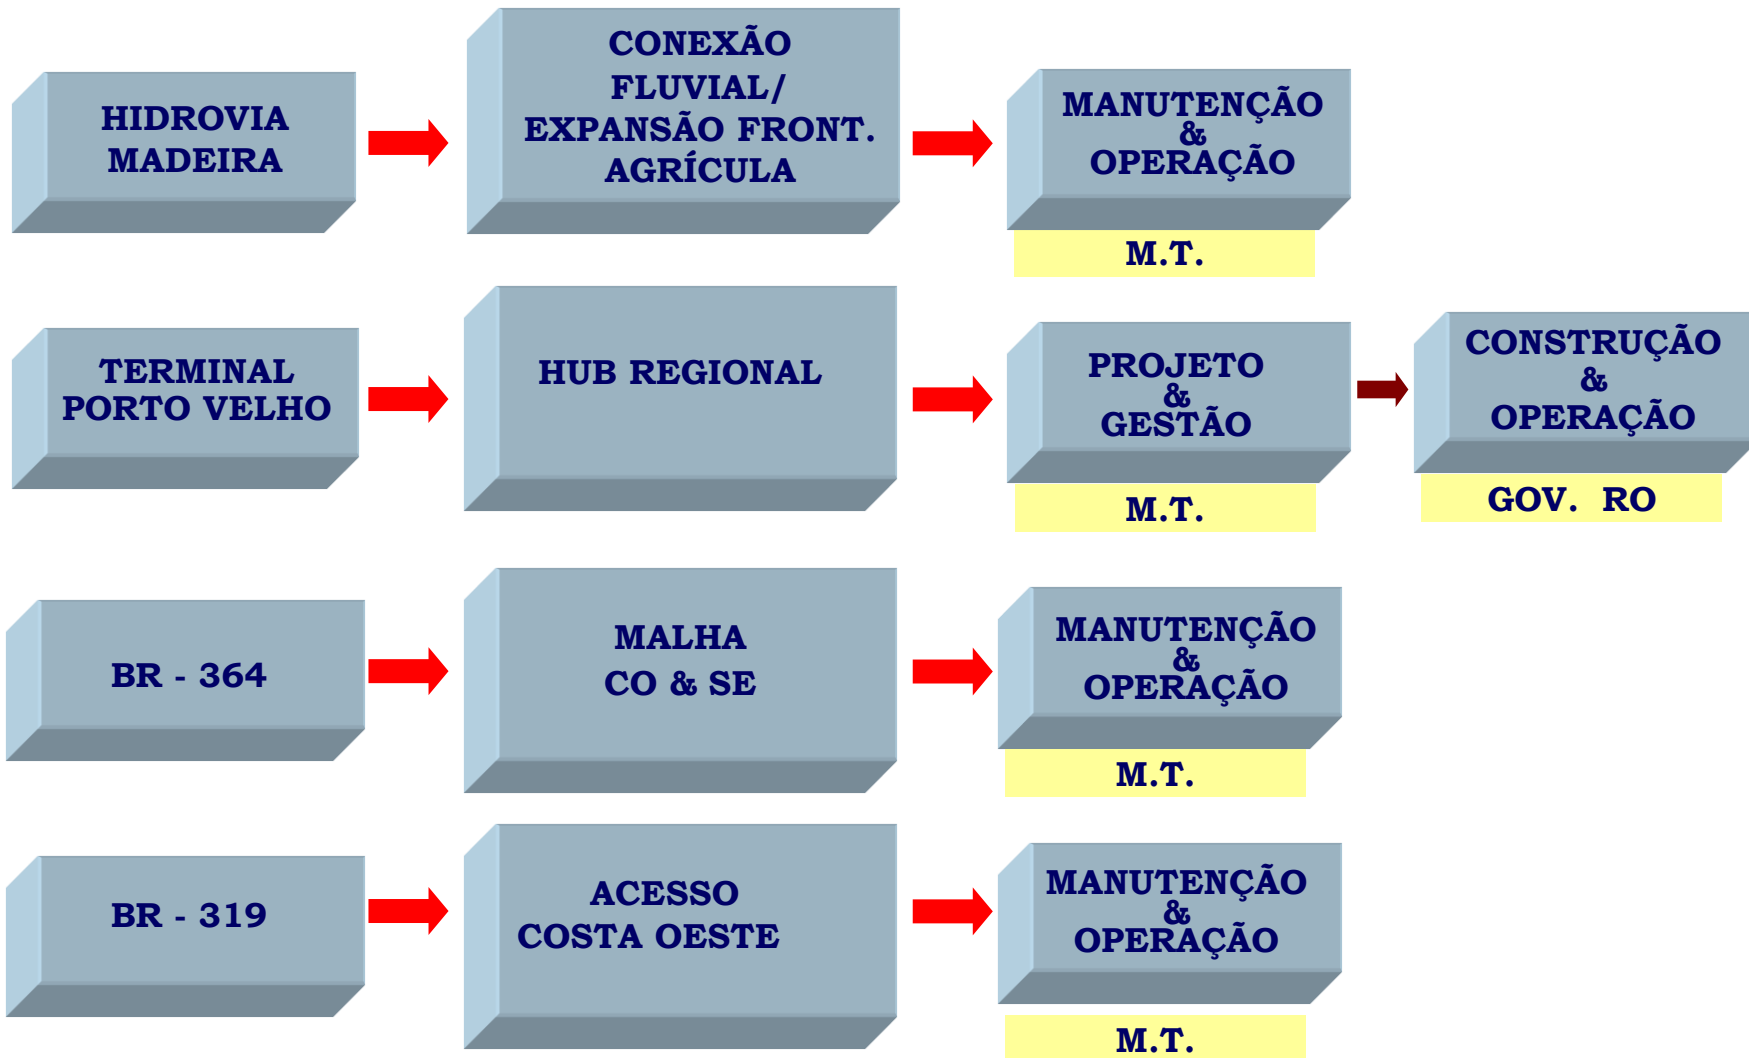 HIDROVIA
MADEIRA
CONEXÃO
FLUVIAL/
EXPANSÃO FRONT.
AGRÍCULA
MANUTENÇÃO
&
OPERAÇÃO
M.T.
TERMINAL
PORTO VELHO
HUB REGIONAL
PROJETO
&
GESTÃO
M.T.
CONSTRUÇÃO
&
OPERAÇÃO
GOV. RO
BR - 364
MALHA
CO & SE
MANUTENÇÃO
&
OPERAÇÃO
M.T.
BR - 319
ACESSO
COSTA OESTE
MANUTENÇÃO
&
OPERAÇÃO
M.T.